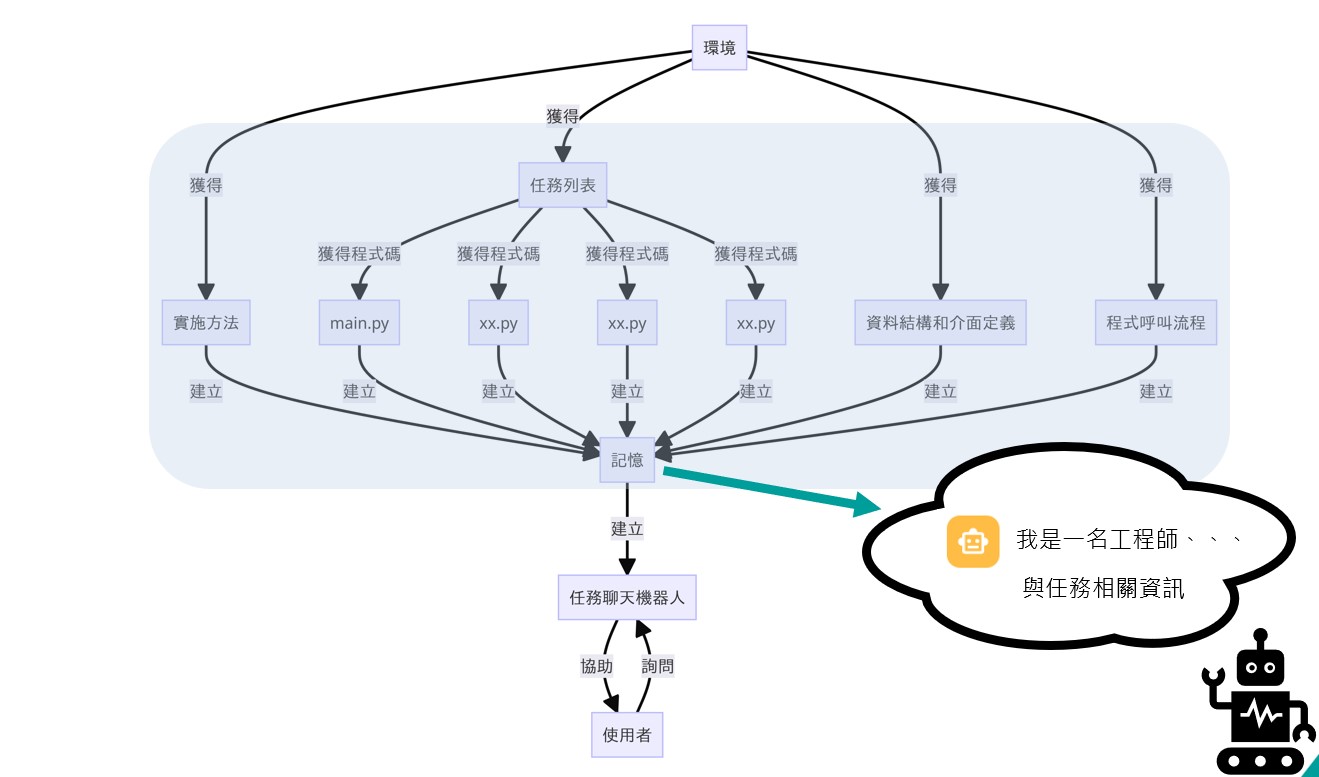 環境
獲得
任務列表
獲得
獲得
獲得
獲得程式碼
獲得程式碼
獲得程式碼
獲得程式碼
實施方法
main.py
xx.py
xx.py
xx.py
資料結構和介面定義
程式呼叫流程
建立
建立
建立
建立
建立
建立
建立
記憶
建立
我是一名工程師、、、
與任務相關資訊
任務聊天機器人
協助
詢問
使用者